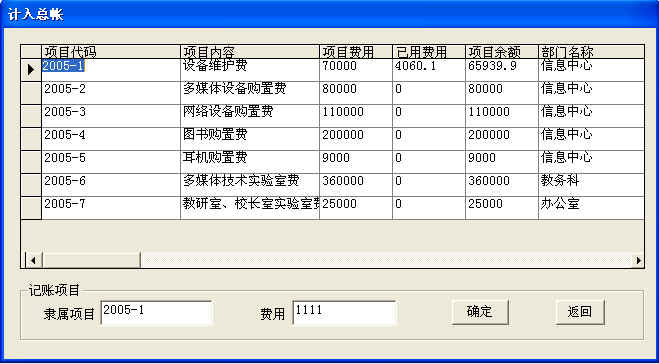 计入总帐
项目代码 项目内容 项目费用 已用费用 项目余额 部门名称
2005-1 设备维护费 70000 4060.1 65939.9 信息中心
2005-2 多媒体设备购置费 80000 0 80000 信息中心
2005-3 网络设备购置费 110000 0 110000 信息中心
2005-4 图书购置费 200000 0 200000 信息中心
2005-5 耳机购置费 9000 0 9000 信息中心
2005-6 多媒体技术实验室费 360000 0 360000 教务科
2005-7 教研室、校长室实验室费 25000 0 25000 办公室
记账项目
隶属项目 2005-1 费用 1111 确定 返回